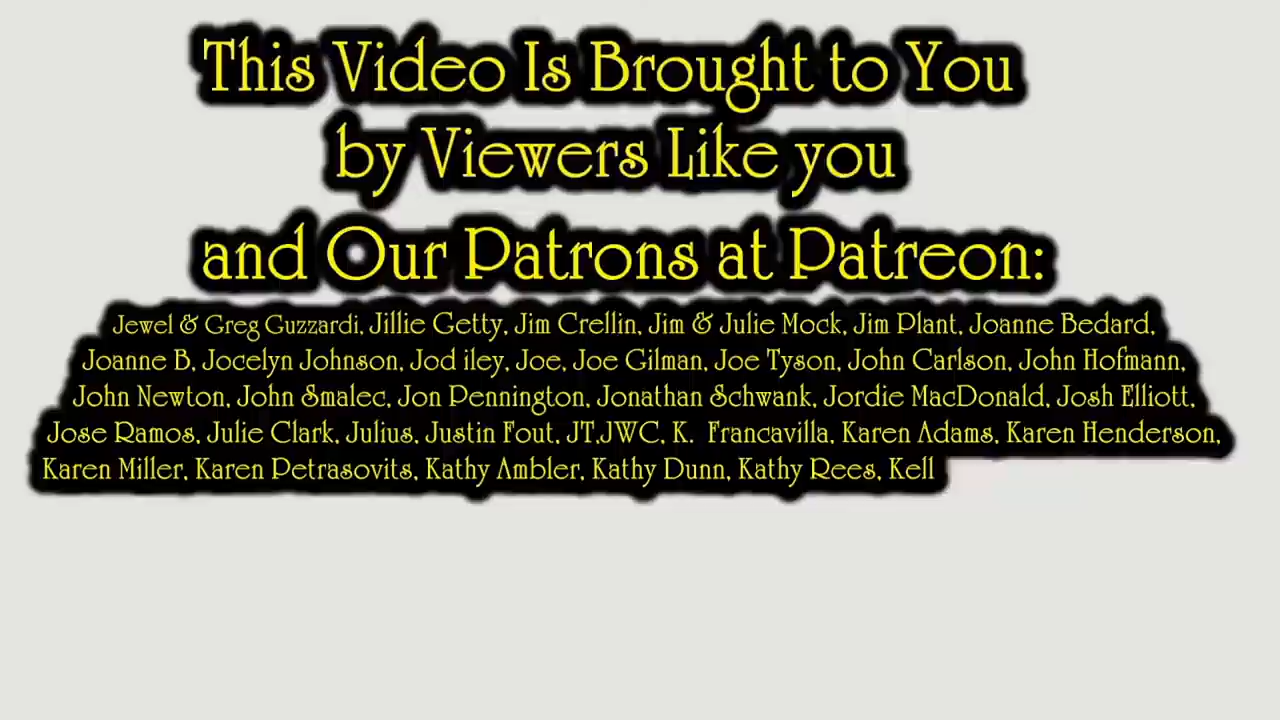 This Video Is Brought to You
by Viewers Like you
and Our Patrons at Patreon:
Jewel & Greg Guzzardi, Jillie Getty, Jim Crellin, Jim & Julie Mock, Jim Plant, Joanne Bedard,
Joanne B, Jocelyn Johnson, Jod iley, Joe, Joe Gilman, Joe Tyson, John Carlson, John Hofmann,
John Newton, John Smalec, Jon Pennington, Jonathan Schwank, Jordie MacDonald, Josh Elliott,
Jose Ramos, Julie Clark, Julius, Justin Fout, JT,JWC, K. Francavilla, Karen Adams, Karen Henderson,
Karen Miller, Karen Petrasovits, Kathy Ambler, Kathy Dunn, Kathy Rees, Kell